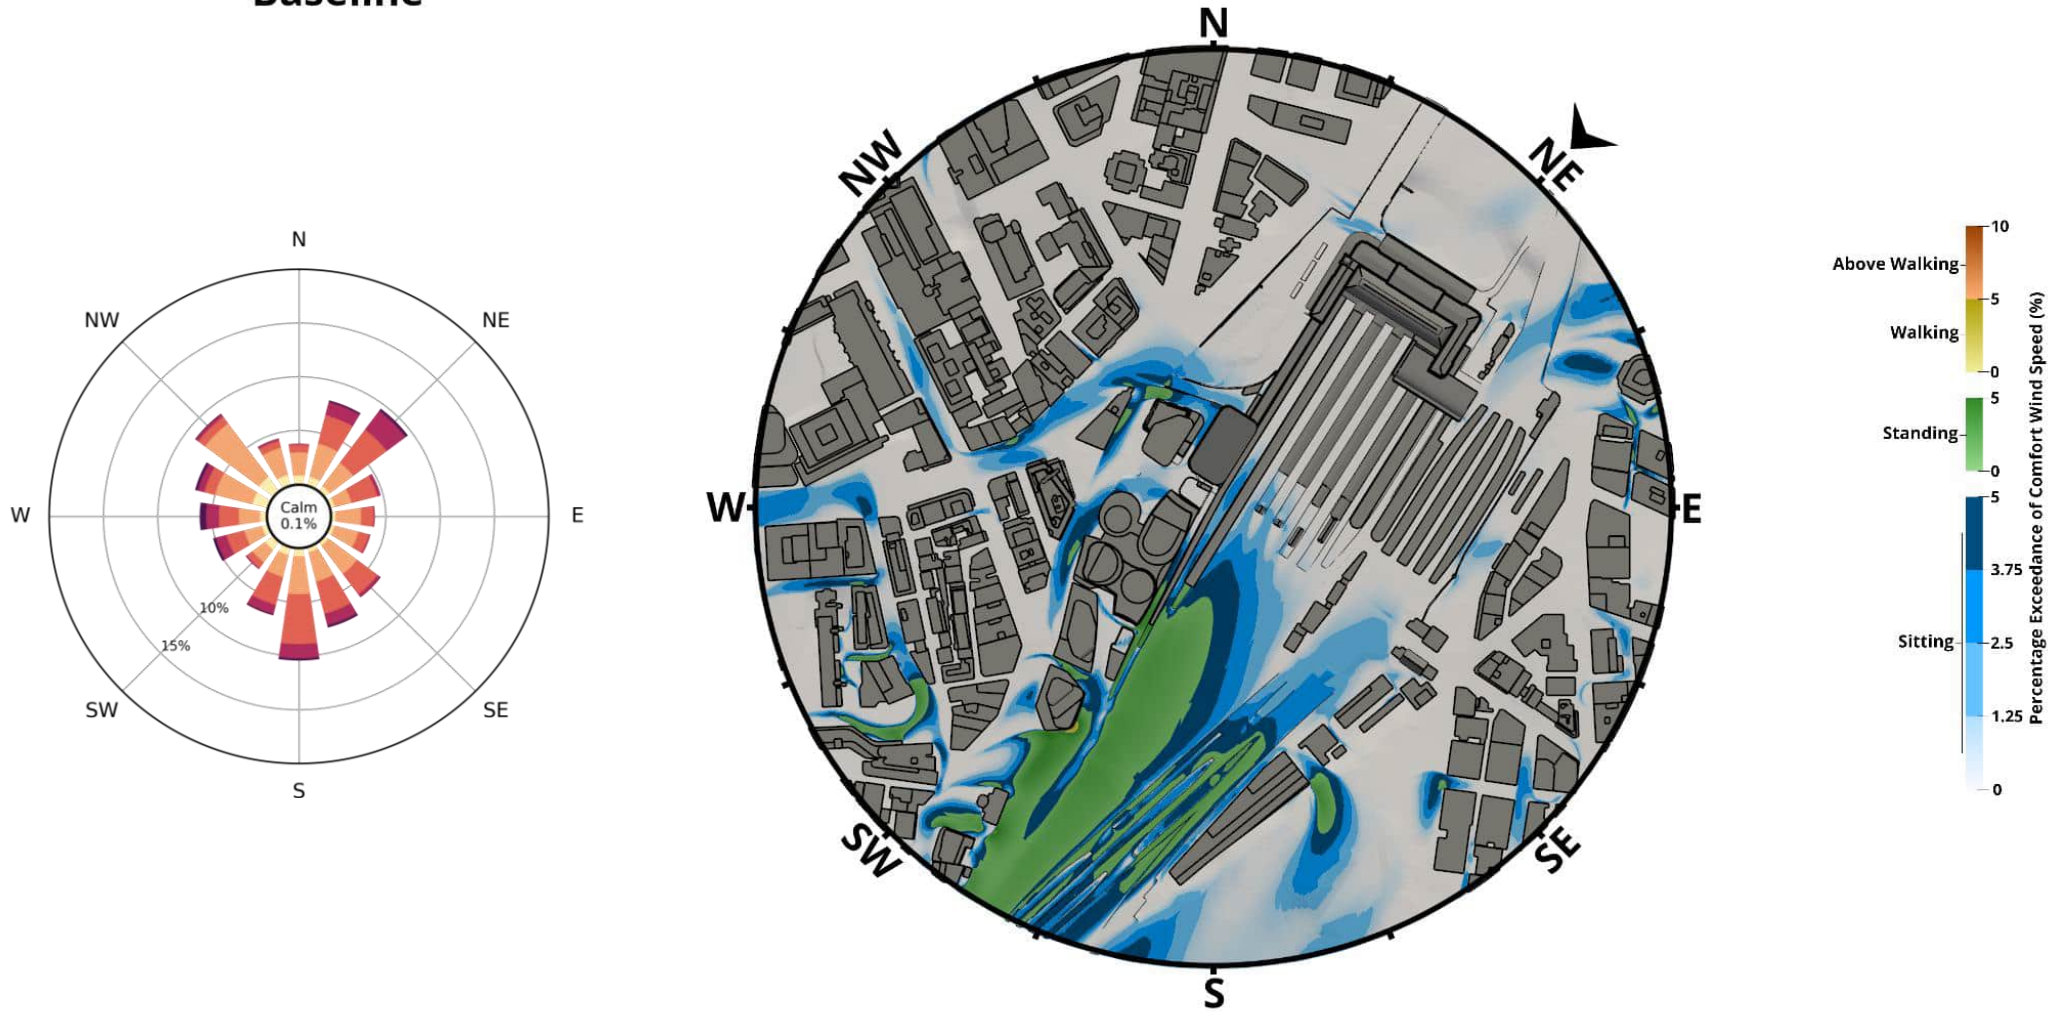 Baseline
N
NE
E
SE
S
SW
W
NW
Calm
0.1%
10%
15%
N
NE
E
SE
S
SW
W
NW
Above Walking
Walking
Standing
Sitting
10
5
0
5
0
5
3.75
2.5
1.25
0
Percentage Exceedance of Comfort Wind Speed (%)